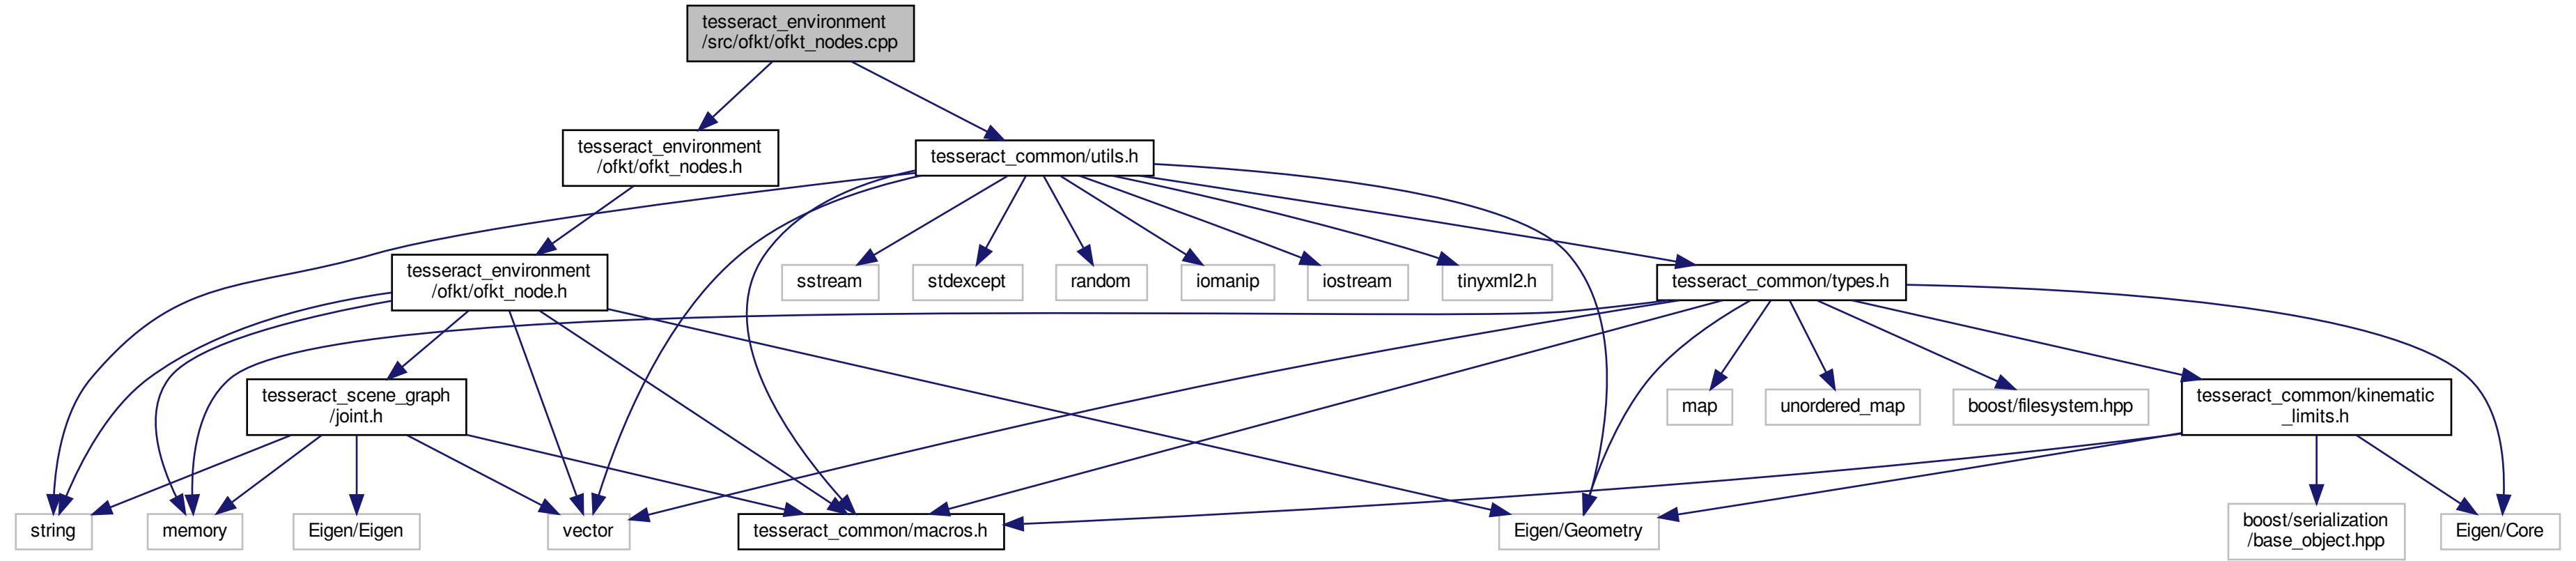 tesseract_environment
/src/ofkt/ofkt_nodes.cpp
tesseract_environment
/ofkt/ofkt_nodes.h
tesseract_common/utils.h
tesseract_environment
/ofkt/ofkt_node.h
sstream
stdexcept
random
iomanip
iostream
tinyxml2.h
tesseract_common/types.h
tesseract_scene_graph
/joint.h
map
unordered_map
boost/filesystem.hpp
tesseract_common/kinematic
_limits.h
string
memory
Eigen/Eigen
vector
tesseract_common/macros.h
Eigen/Geometry
boost/serialization
/base_object.hpp
Eigen/Core